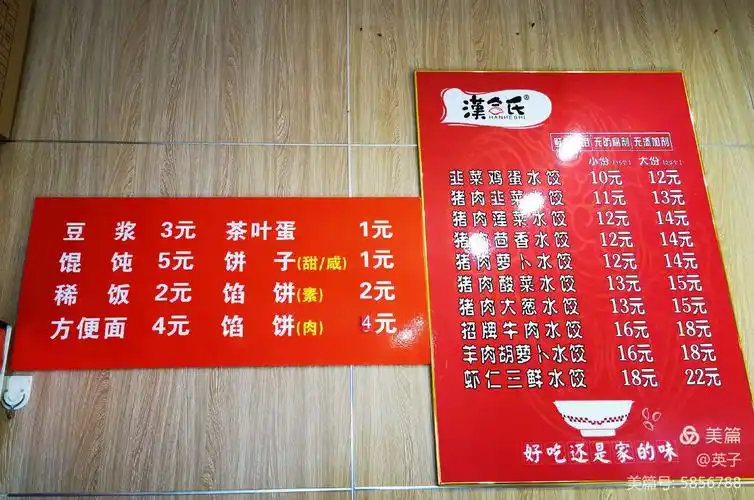 豆浆 3元 茶叶蛋 1元
馄饨 5元 饼子(甜/咸) 1元
稀饭 2元 馅饼(素) 2元
方便面 4元 馅饼(肉) 4元
漢合氏®
HANHESHI
无防腐剂 无添加剂
小份 大份
韭菜鸡蛋水饺 10元 12元
猪肉韭菜水饺 11元 13元
猪肉莲菜水饺 12元 14元
猪肉茴香水饺 12元 14元
猪肉萝卜水饺 12元 14元
猪肉酸菜水饺 13元 15元
猪肉大葱水饺 13元 15元
招牌牛肉水饺 16元 18元
羊肉胡萝卜水饺 16元 18元
虾仁三鲜水饺 18元 22元
好吃还是家的味
美篇
@英子
美篇号: 5856788